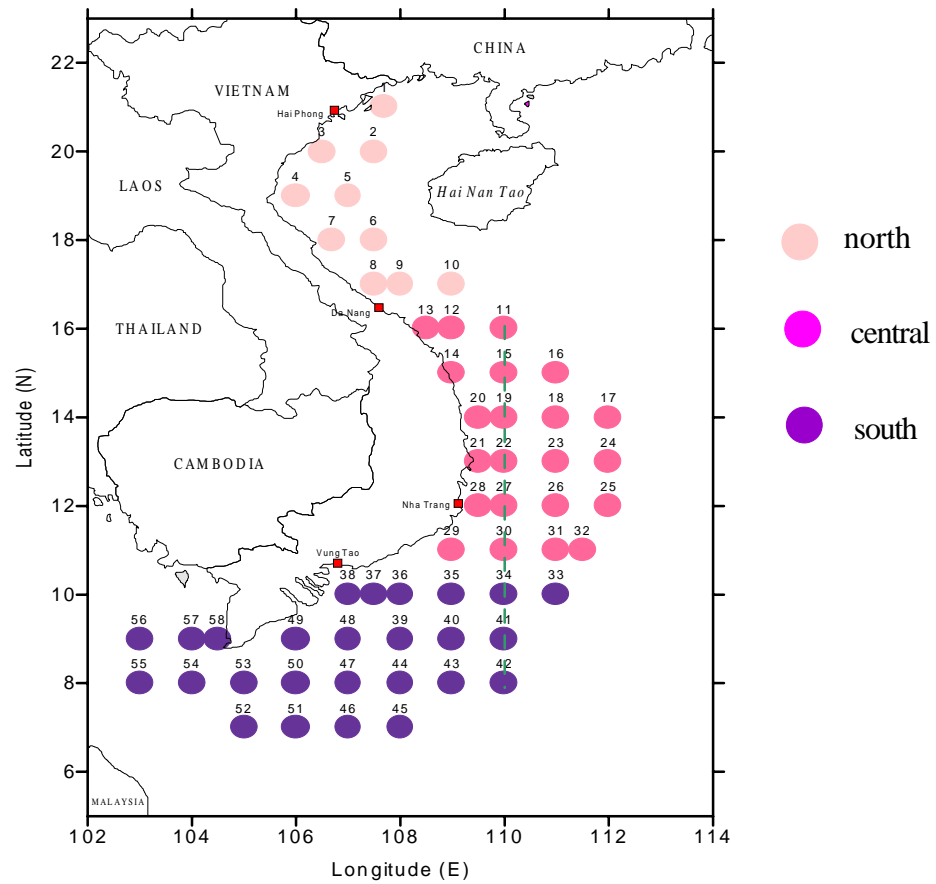 CHINA
22
VIETNAM
Hai Phong
3 2
20
LAOS
4 5
Hai Nan Tao
7 6
18
north
8 9 10
Da Nang
13 12 11
16
THAILAND
central
14 15 16
20 19 18 17
14
south
21 22 23 24
CAMBODIA
28 27 26 25
Nha Trang
12
29 30 31 32
Vung Tao
38 37 36 35 34 33
10
56 57 58 49 48 39 40 41
55 54 53 50 47 44 43 42
8
52 51 46 45
6
MALAYSIA
102 104 106 108 110 112 114
Longitude (E)
Latitude (N)